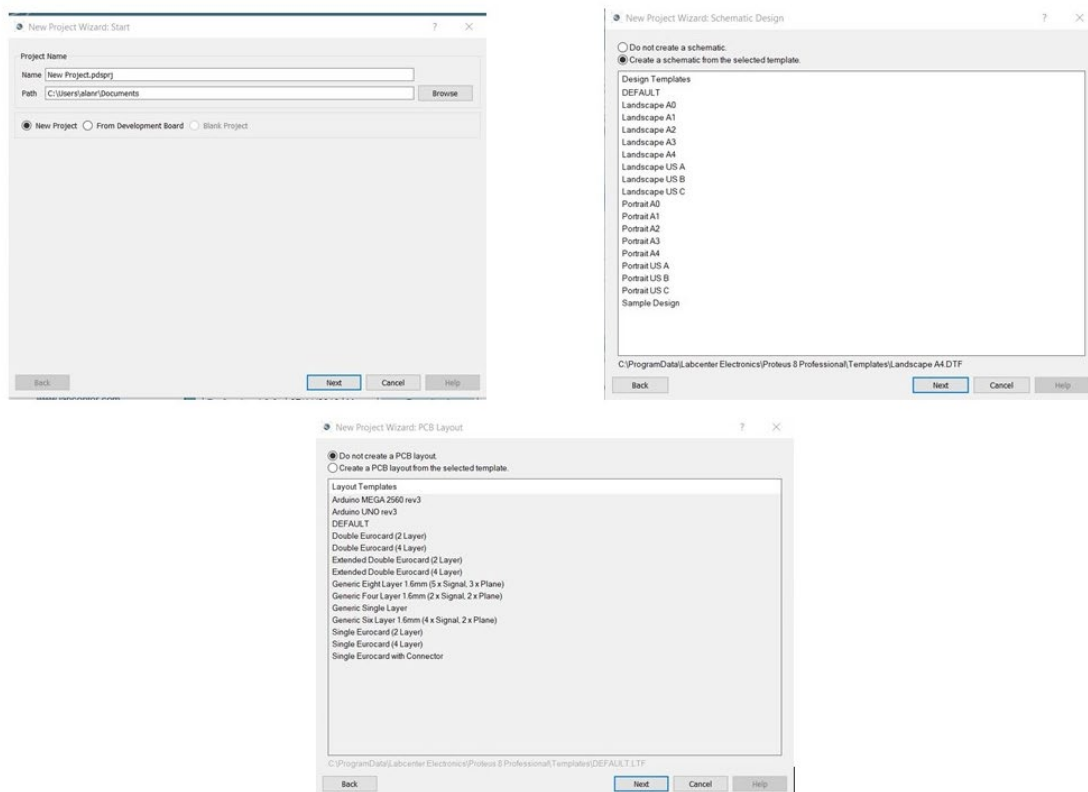 New Project Wizard: Start
Project Name
Name New Project.pdsprj
Path C:\Users\alanr\Documents Browse
New Project From Development Board Blank Project
Back Next Cancel Help
www.labcenter.com
New Project Wizard: Schematic Design
Do not create a schematic.
Create a schematic from the selected template.
Design Templates
DEFAULT
Landscape A0
Landscape A1
Landscape A2
Landscape A3
Landscape A4
Landscape US A
Landscape US B
Landscape US C
Portrait A0
Portrait A1
Portrait A2
Portrait A3
Portrait A4
Portrait US A
Portrait US B
Portrait US C
Sample Design
C:\ProgramData\Labcenter Electronics\Proteus 8 Professional\Templates\Landscape A4.DTF
Back Next Cancel Help
New Project Wizard: PCB Layout
Do not create a PCB layout.
Create a PCB layout from the selected template.
Layout Templates
Arduino MEGA 2560 rev3
Arduino UNO rev3
DEFAULT
Double Eurocard (2 Layer)
Double Eurocard (4 Layer)
Extended Double Eurocard (2 Layer)
Extended Double Eurocard (4 Layer)
Generic Eight Layer 1.6mm (5 x Signal, 3 x Plane)
Generic Four Layer 1.6mm (2 x Signal, 2 x Plane)
Generic Single Layer
Generic Six Layer 1.6mm (4 x Signal, 2 x Plane)
Single Eurocard (2 Layer)
Single Eurocard (4 Layer)
Single Eurocard with Connector
C:\ProgramData\Labcenter Electronics\Proteus 8 Professional\Templates\DEFAULT.LTF
Back Next Cancel Help